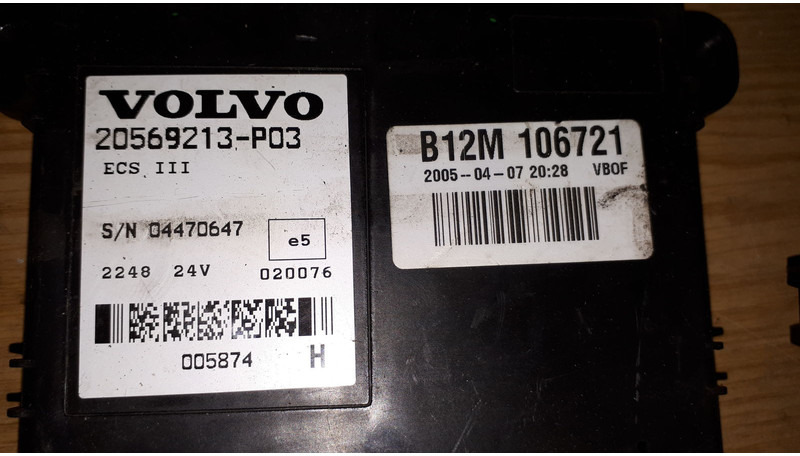 VOLVO
20569213-P03
ECS III
S/N 04470647
e5
2248 24V 020076
005874 H
B12M 106721
2005-04-07 20:28 VBOF